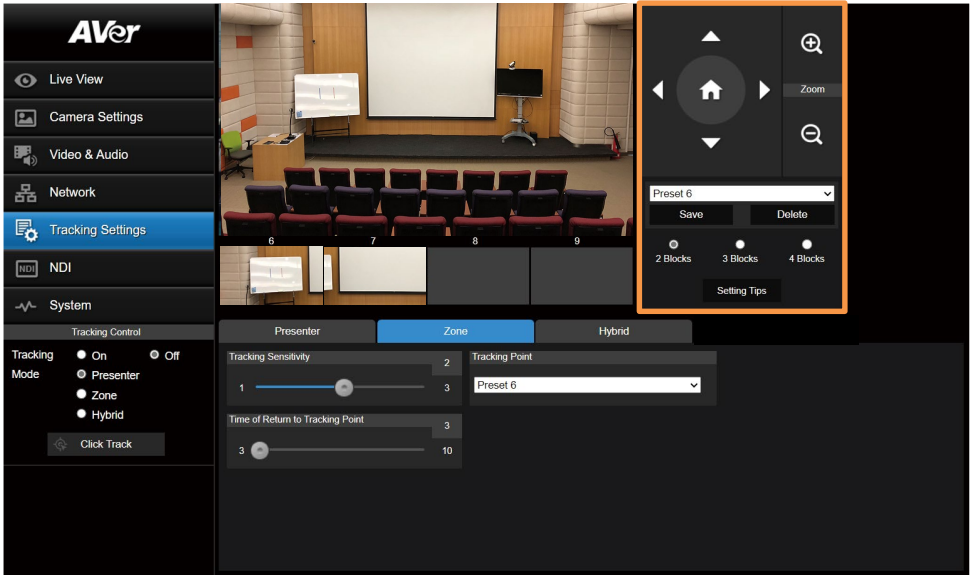 AVer
Live View
Camera Settings
Video & Audio
Network
Tracking Settings
NDI NDI
System
Tracking Control
Tracking On Off
Mode Presenter
Zone
Hybrid
Click Track
6 7 8 9
Zoom
Preset 6
Save Delete
2 Blocks 3 Blocks 4 Blocks
Setting Tips
Presenter Zone Hybrid
Tracking Sensitivity 2
1 3
Tracking Point
Preset 6
Time of Return to Tracking Point 3
3 10